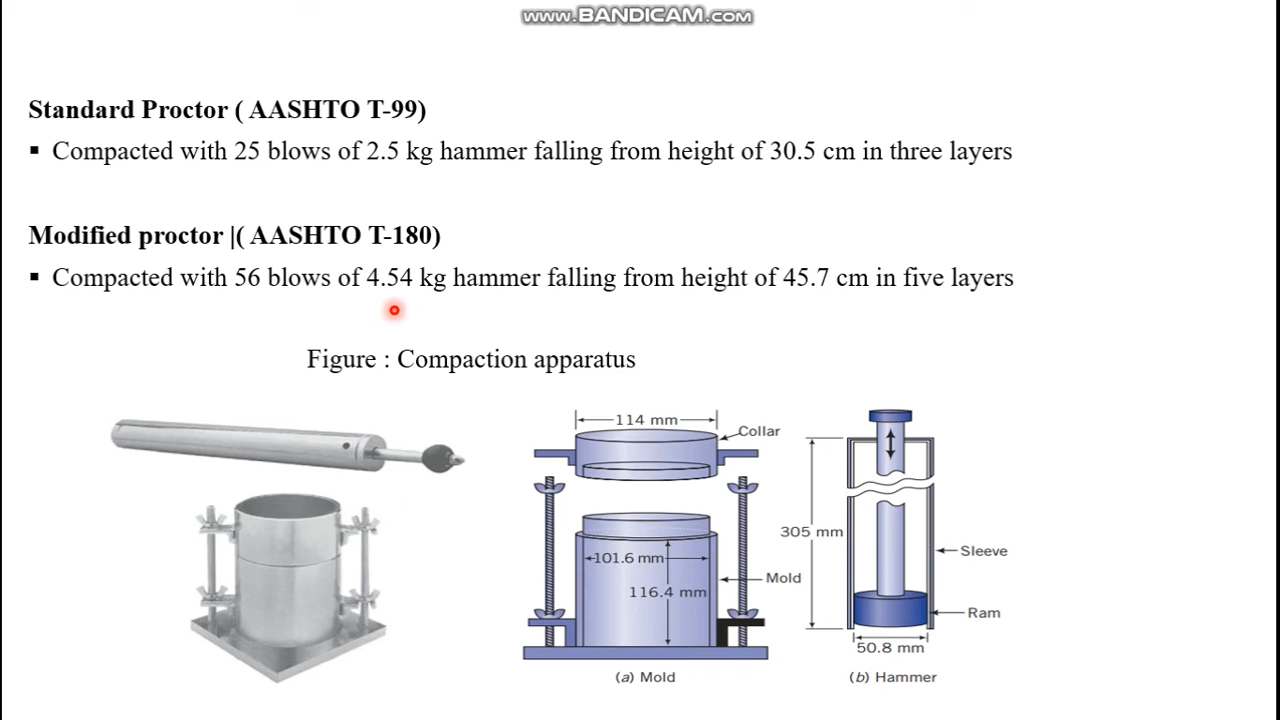 www.BANDICAM.com
Standard Proctor ( AASHTO T-99)
▪ Compacted with 25 blows of 2.5 kg hammer falling from height of 30.5 cm in three layers
Modified proctor |( AASHTO T-180)
▪ Compacted with 56 blows of 4.54 kg hammer falling from height of 45.7 cm in five layers
Figure : Compaction apparatus
114 mm
Collar
101.6 mm
116.4 mm
Mold
(a) Mold
305 mm
Sleeve
Ram
50.8 mm
(b) Hammer